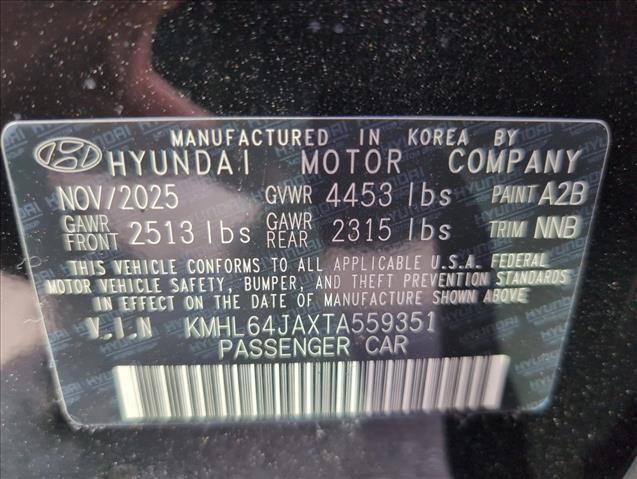 MANUFACTURED IN KOREA BY
HYUNDAI MOTOR COMPANY
NOV/2025 GVWR 4453 lbs PAINT A2B
GAWR FRONT 2513 lbs GAWR REAR 2315 lbs TRIM NNB
THIS VEHICLE CONFORMS TO ALL APPLICABLE U.S.A. FEDERAL
MOTOR VEHICLE SAFETY, BUMPER, AND THEFT PREVENTION STANDARDS
IN EFFECT ON THE DATE OF MANUFACTURE SHOWN ABOVE.
V.I.N KMHL64JAXTA559351
PASSENGER CAR